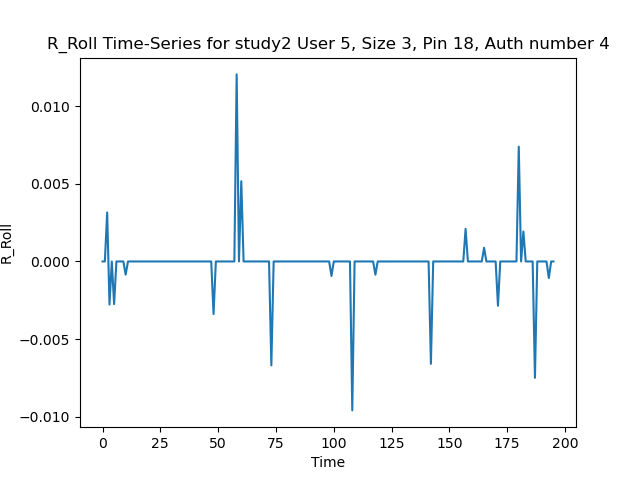 R_Roll Time-Series for study2 User 5, Size 3, Pin 18, Auth number 4
R_Roll
0.010
0.005
0.000
−0.005
−0.010
0 25 50 75 100 125 150 175 200
Time